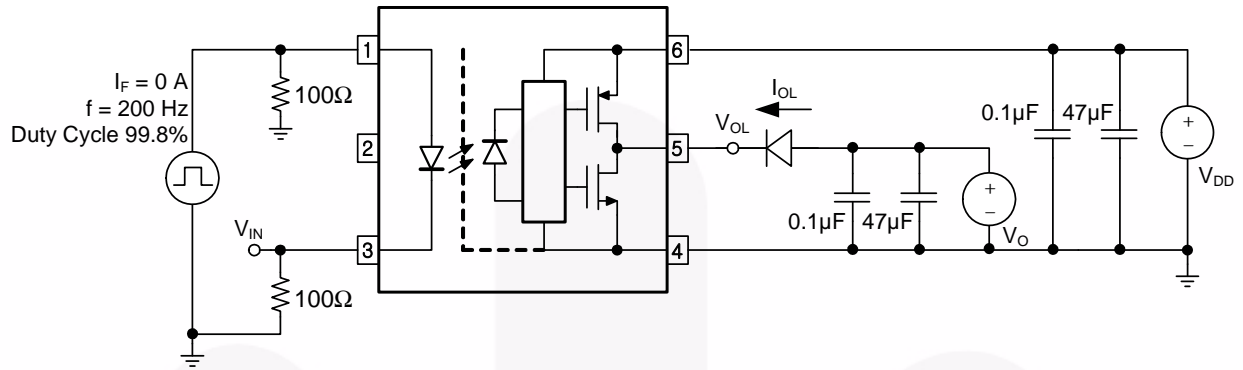 I_F = 0 A
f = 200 Hz
Duty Cycle 99.8%
100Ω
V_IN
100Ω
1
2
3
6
5
4
V_OL
I_OL
0.1µF
47µF
V_O
+
–
0.1µF
47µF
+
–
V_DD